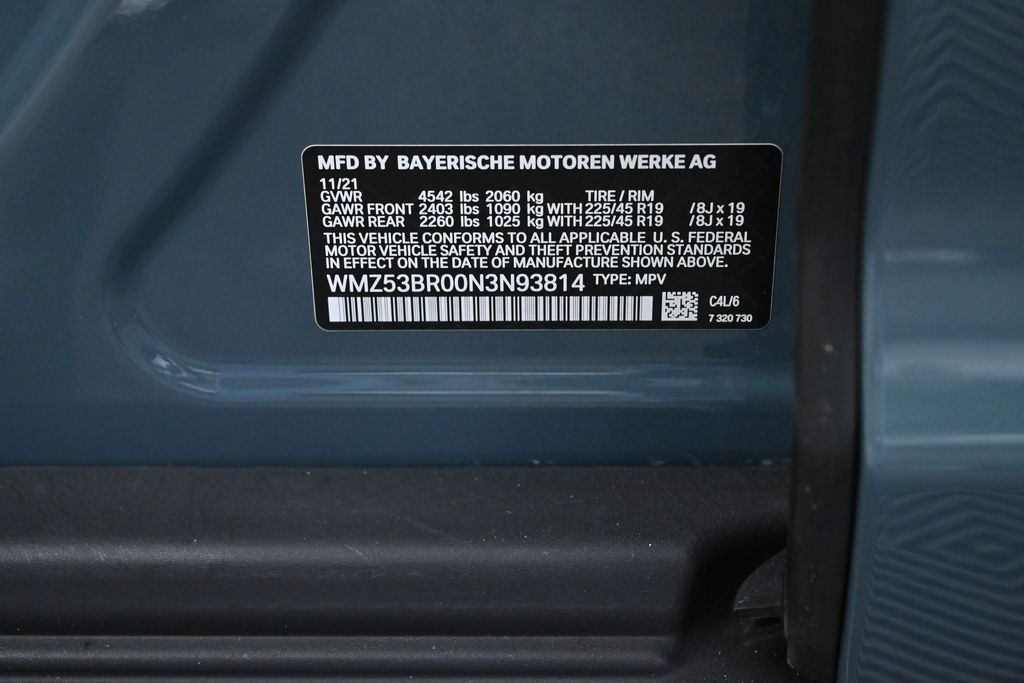 MFD BY BAYERISCHE MOTOREN WERKE AG
11/21
GVWR 4542 lbs 2060 kg TIRE / RIM
GAWR FRONT 2403 lbs 1090 kg WITH 225/45 R19 / 8J x 19
GAWR REAR 2260 lbs 1025 kg WITH 225/45 R19 / 8J x 19
THIS VEHICLE CONFORMS TO ALL APPLICABLE U. S. FEDERAL
MOTOR VEHICLE SAFETY AND THEFT PREVENTION STANDARDS
IN EFFECT ON THE DATE OF MANUFACTURE SHOWN ABOVE.
WMZ53BR00N3N93814 TYPE: MPV
C4L/6
7 320 730